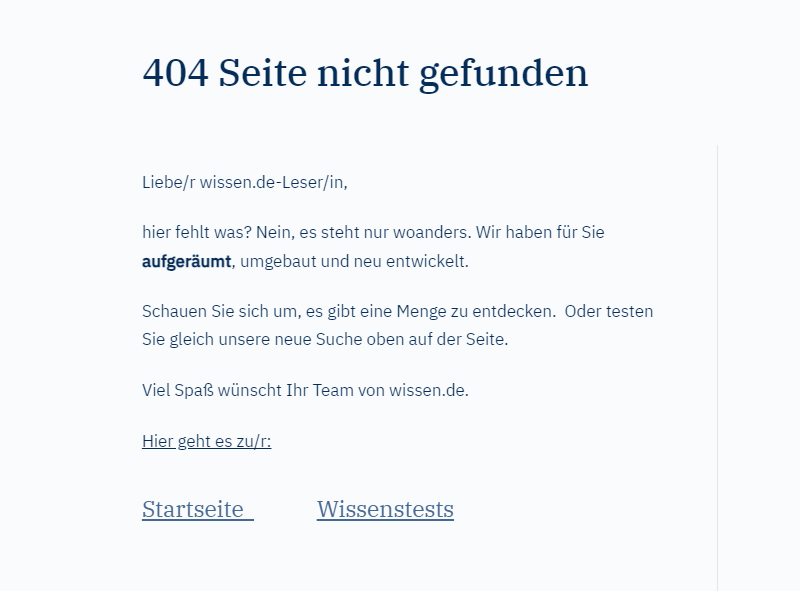 404 Seite nicht gefunden
Liebe/r wissen.de-Leser/in,
hier fehlt was? Nein, es steht nur woanders. Wir haben für Sie
aufgeräumt, umgebaut und neu entwickelt.
Schauen Sie sich um, es gibt eine Menge zu entdecken.  Oder testen
Sie gleich unsere neue Suche oben auf der Seite.
Viel Spaß wünscht Ihr Team von wissen.de.
Hier geht es zu/r:
Startseite Wissenstests